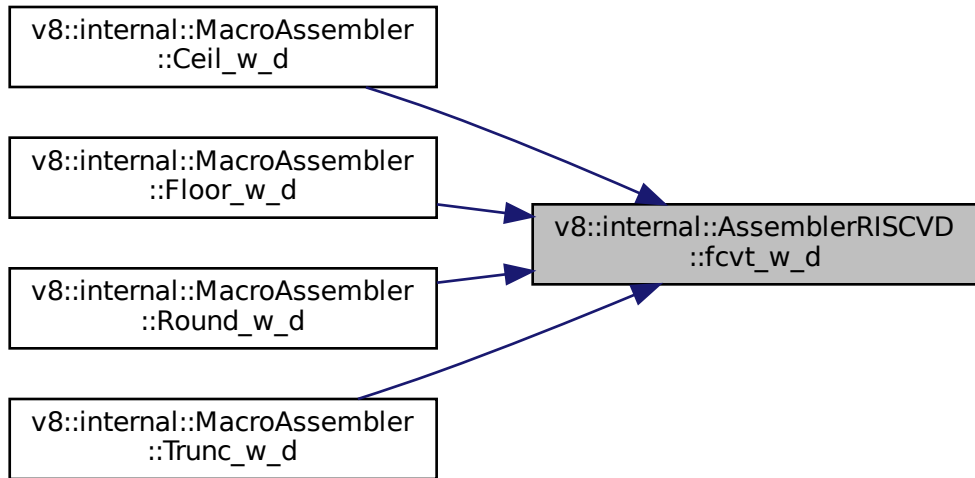 v8::internal::MacroAssembler
::Ceil_w_d
v8::internal::MacroAssembler
::Floor_w_d
v8::internal::AssemblerRISCVD
::fcvt_w_d
v8::internal::MacroAssembler
::Round_w_d
v8::internal::MacroAssembler
::Trunc_w_d